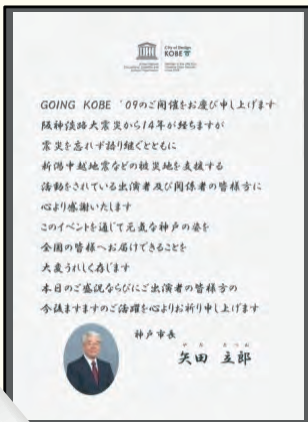 City of Design
KOBE
GOING KOBE '09のご開催をお慶び申し上げます
阪神淡路大震災から14年が経ちますが
震災を忘れず語り継ぐとともに
新潟中越地震などの被災地を支援する
活動をされている出演者及び関係者の皆様方に
心より感謝いたします
このイベントを通じて元気な神戸の姿を
全国の皆様へお届けできることを
大変うれしく存じます
本日のご盛況ならびにご出演者の皆様方の
今後ますますのご活躍を心よりお祈り申し上げます
神戸市長
やだ たつお
矢田 立郎